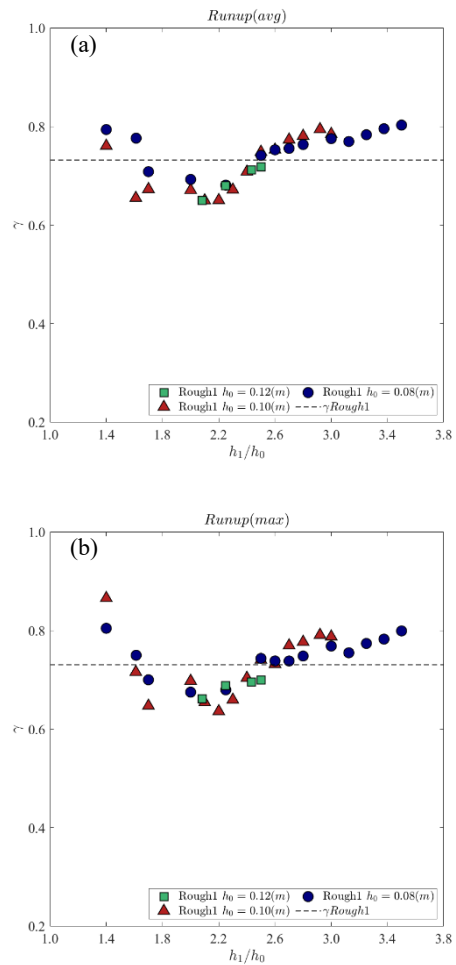 Runup(avg)
(a)
1.0
0.8
0.6
0.4
0.2
γ
Rough1 h₀ = 0.12(m) Rough1 h₀ = 0.08(m)
Rough1 h₀ = 0.10(m) γRough1
1.0 1.4 1.8 2.2 2.6 3.0 3.4 3.8
h₁/h₀
Runup(max)
(b)
1.0
0.8
0.6
0.4
0.2
γ
Rough1 h₀ = 0.12(m) Rough1 h₀ = 0.08(m)
Rough1 h₀ = 0.10(m) γRough1
1.0 1.4 1.8 2.2 2.6 3.0 3.4 3.8
h₁/h₀